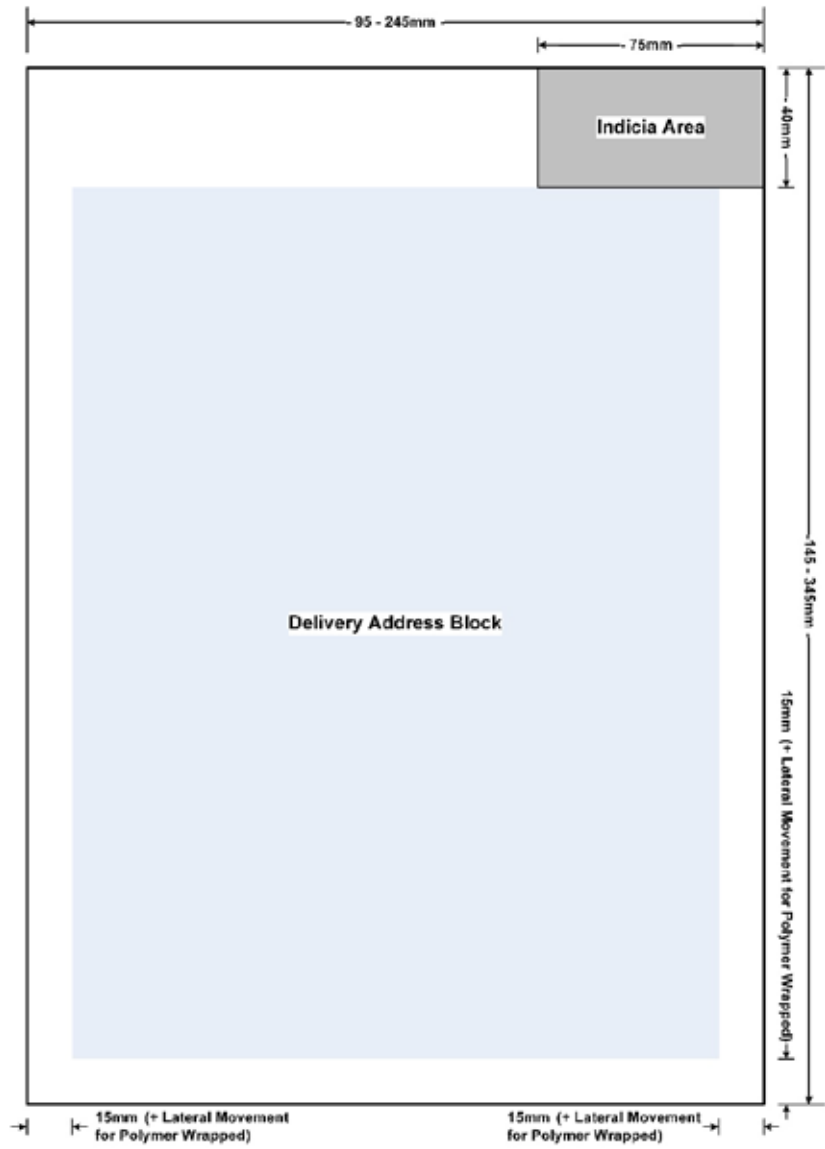 95 - 245mm
75mm
Indicia Area
40mm
145 - 345mm
Delivery Address Block
15mm (+ Lateral Movement for Polymer Wrapped)
15mm (+ Lateral Movement
for Polymer Wrapped)
15mm (+ Lateral Movement
for Polymer Wrapped)